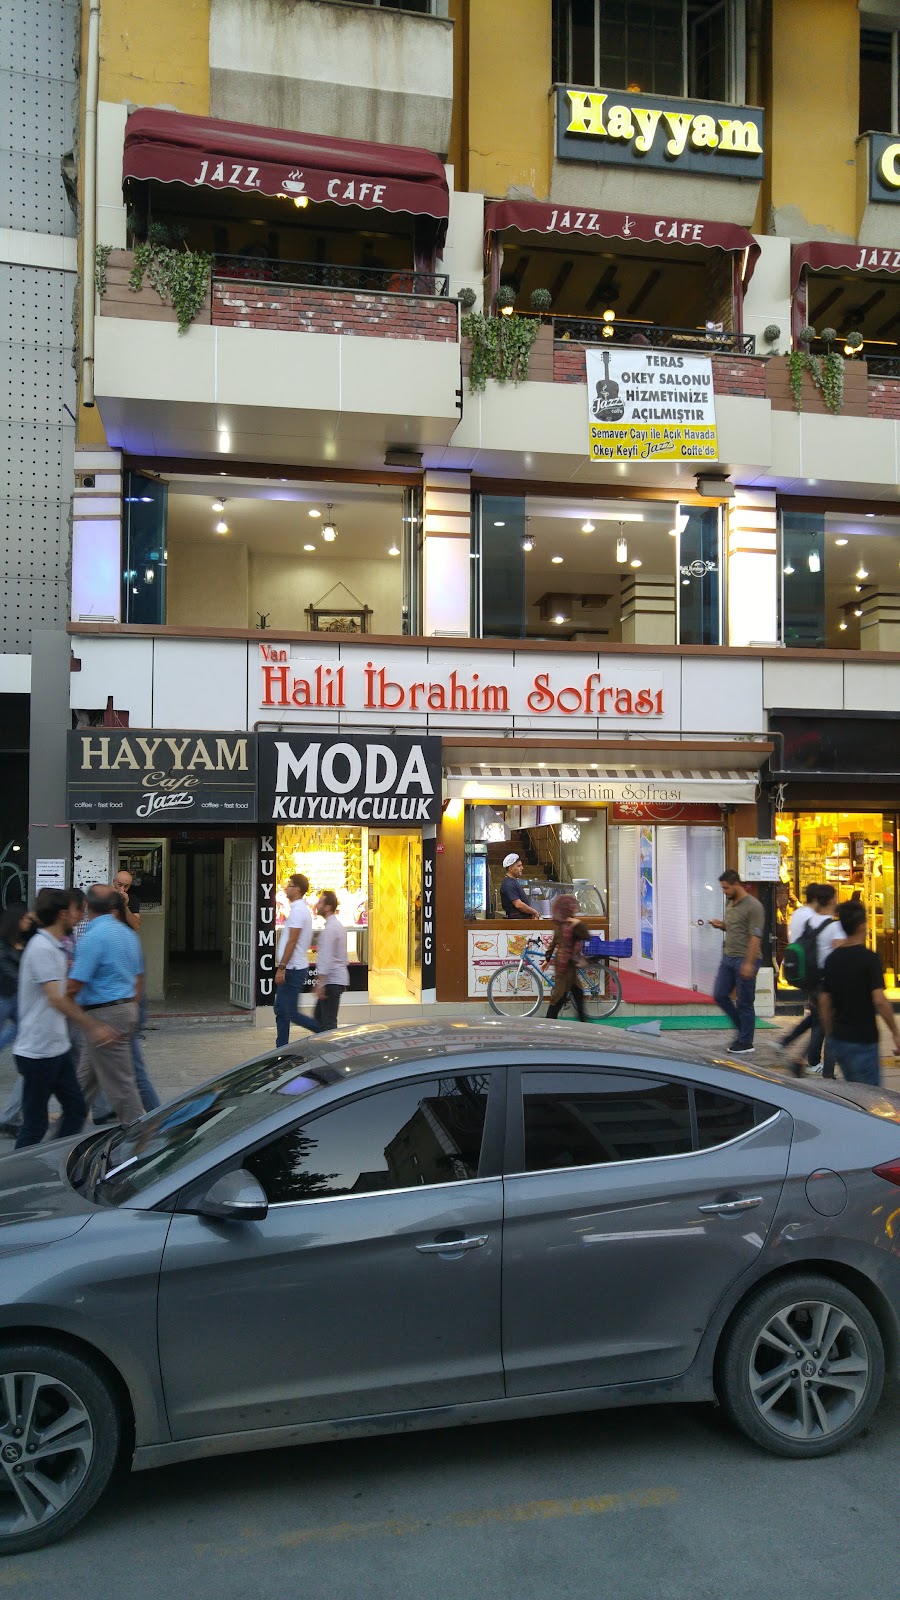 Hayyam
JAZZ CAFE
JAZZ CAFE
JAZZ
TERAS
OKEY SALONU
HİZMETİNİZE
AÇILMIŞTIR
Jazz
coffe
Semaver Çayı ile Açık Havada
Okey Keyfi Jazz Coffe'de
Van
Halil İbrahim Sofrası
HAYYAM
Cafe
Jazz
coffee - fast food
coffee - fast food
MODA
KUYUMCULUK
Halil İbrahim Sofrası
KUYUMCU
KUYUMCU